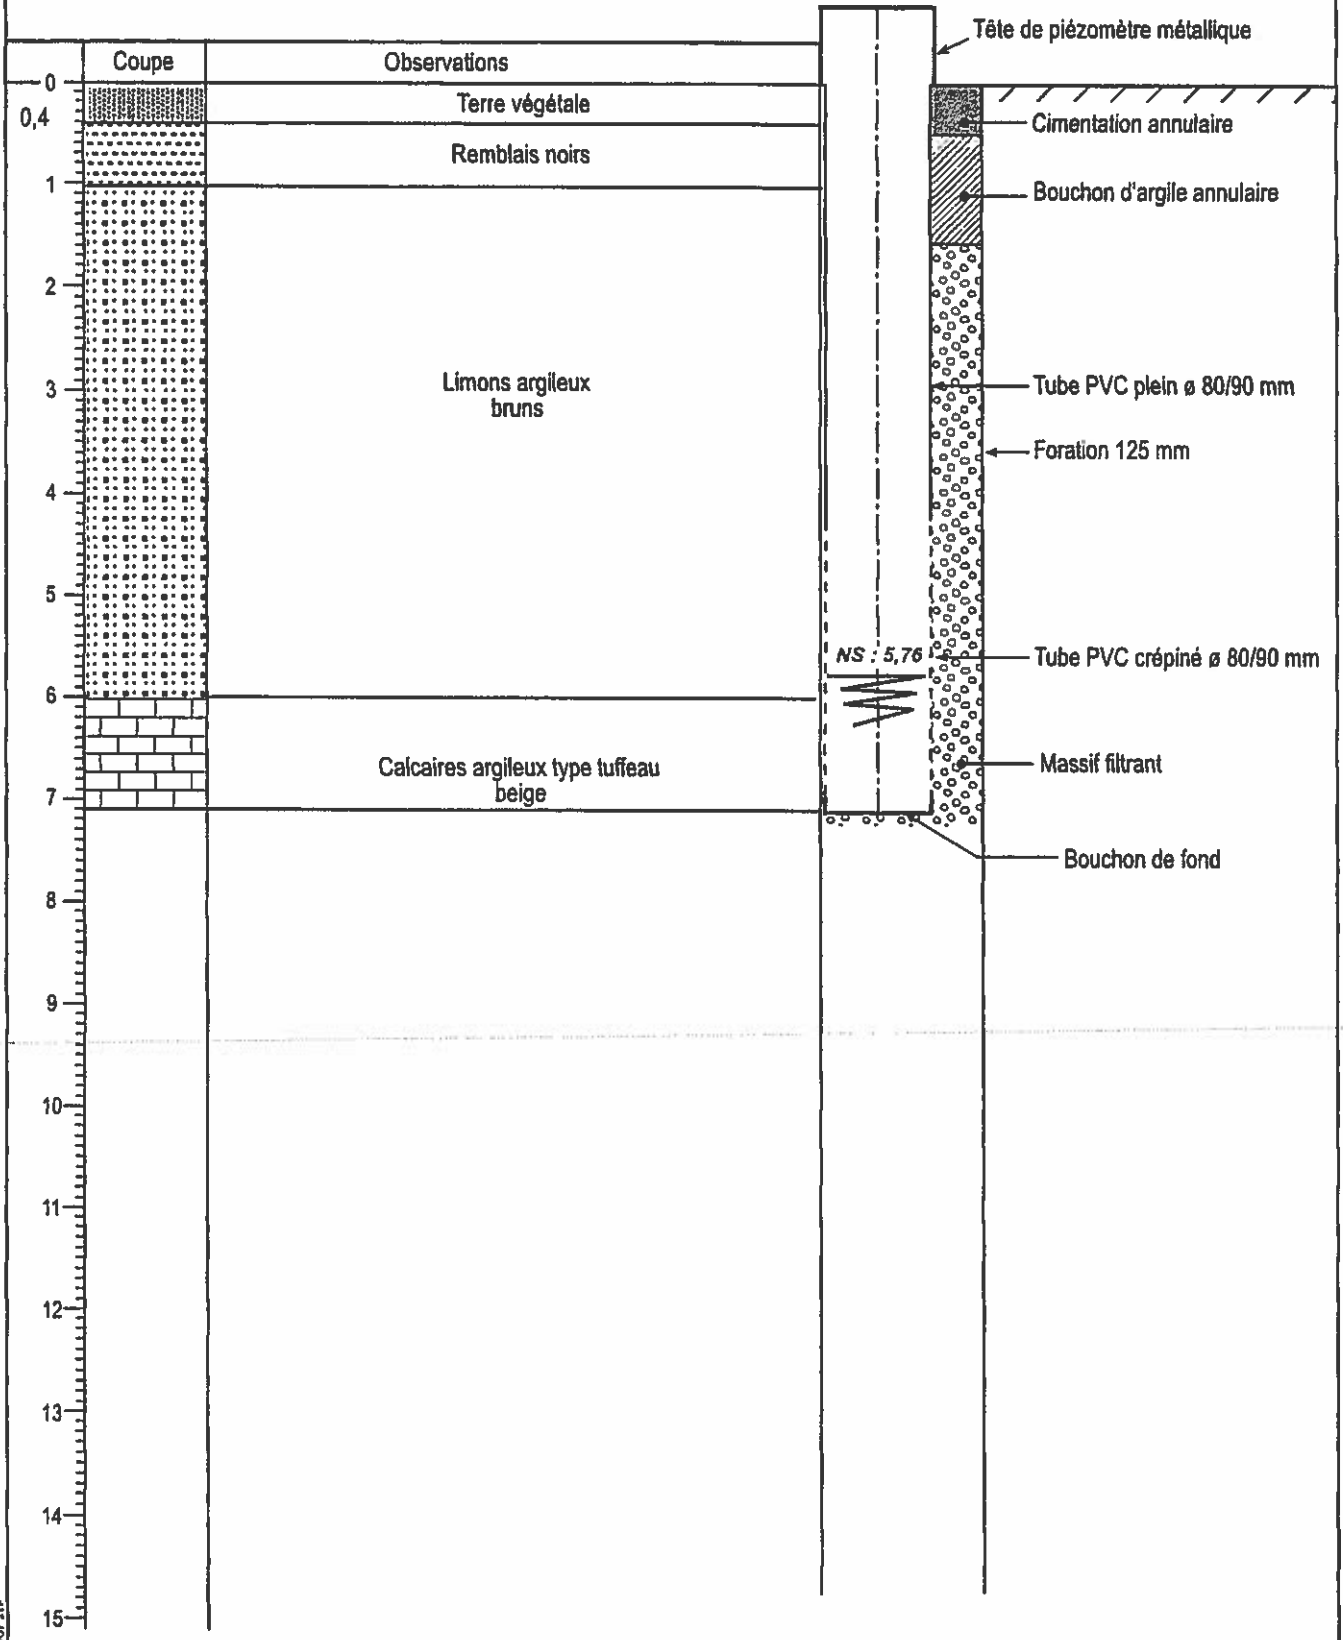 Tête de piézomètre métallique
Coupe
Observations
0
Terre végétale
0,4
Cimentation annulaire
Remblais noirs
1
Bouchon d'argile annulaire
2
Limons argileux
bruns
3
Tube PVC plein ø 80/90 mm
Foration 125 mm
4
5
NS : 5,76
Tube PVC crépiné ø 80/90 mm
6
Calcaires argileux type tuffeau
beige
Massif filtrant
7
Bouchon de fond
8
9
10
11
12
13
14
15